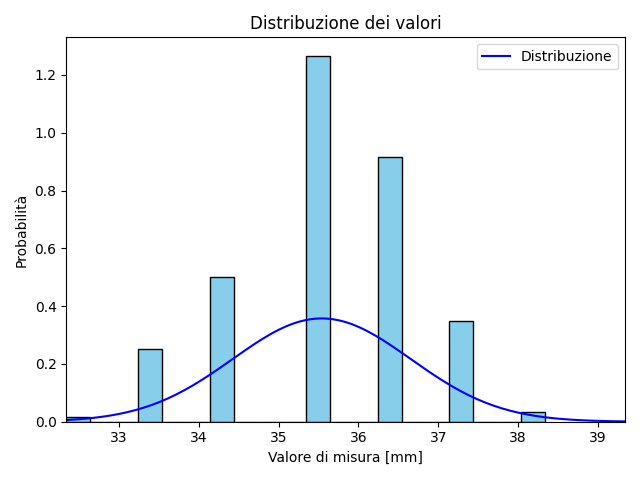 Distribuzione dei valori
Distribuzione
Probabilità
1.2
1.0
0.8
0.6
0.4
0.2
0.0
33 34 35 36 37 38 39
Valore di misura [mm]